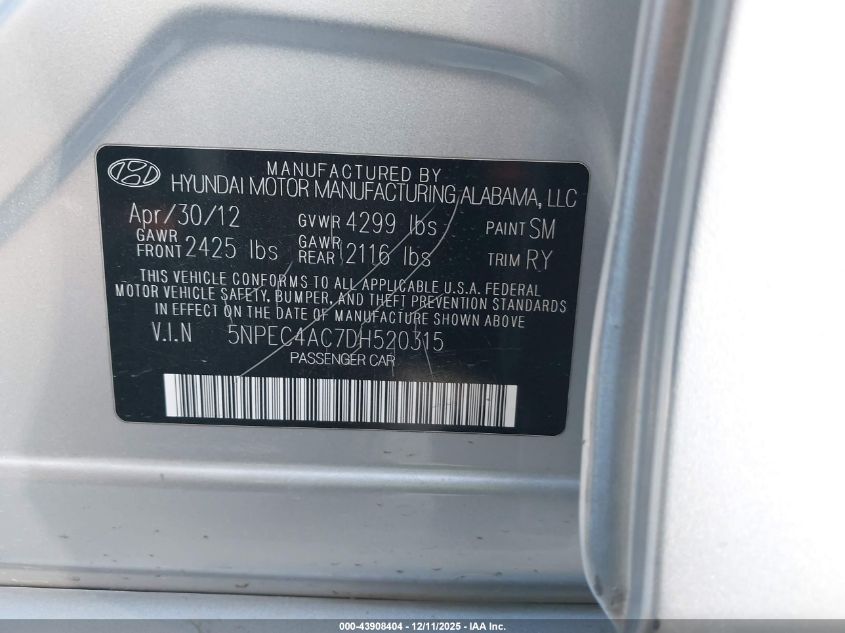 MANUFACTURED BY
HYUNDAI MOTOR MANUFACTURING ALABAMA, LLC
Apr/30/12 GVWR 4299 lbs PAINT SM
GAWR FRONT 2425 lbs GAWR REAR 2116 lbs TRIM RY
THIS VEHICLE CONFORMS TO ALL APPLICABLE U.S.A. FEDERAL
MOTOR VEHICLE SAFETY, BUMPER, AND THEFT PREVENTION STANDARDS
IN EFFECT ON THE DATE OF MANUFACTURE SHOWN ABOVE
V.I.N 5NPEC4AC7DH520315
PASSENGER CAR
000-43908404 - 12/11/2025 - IAA Inc.